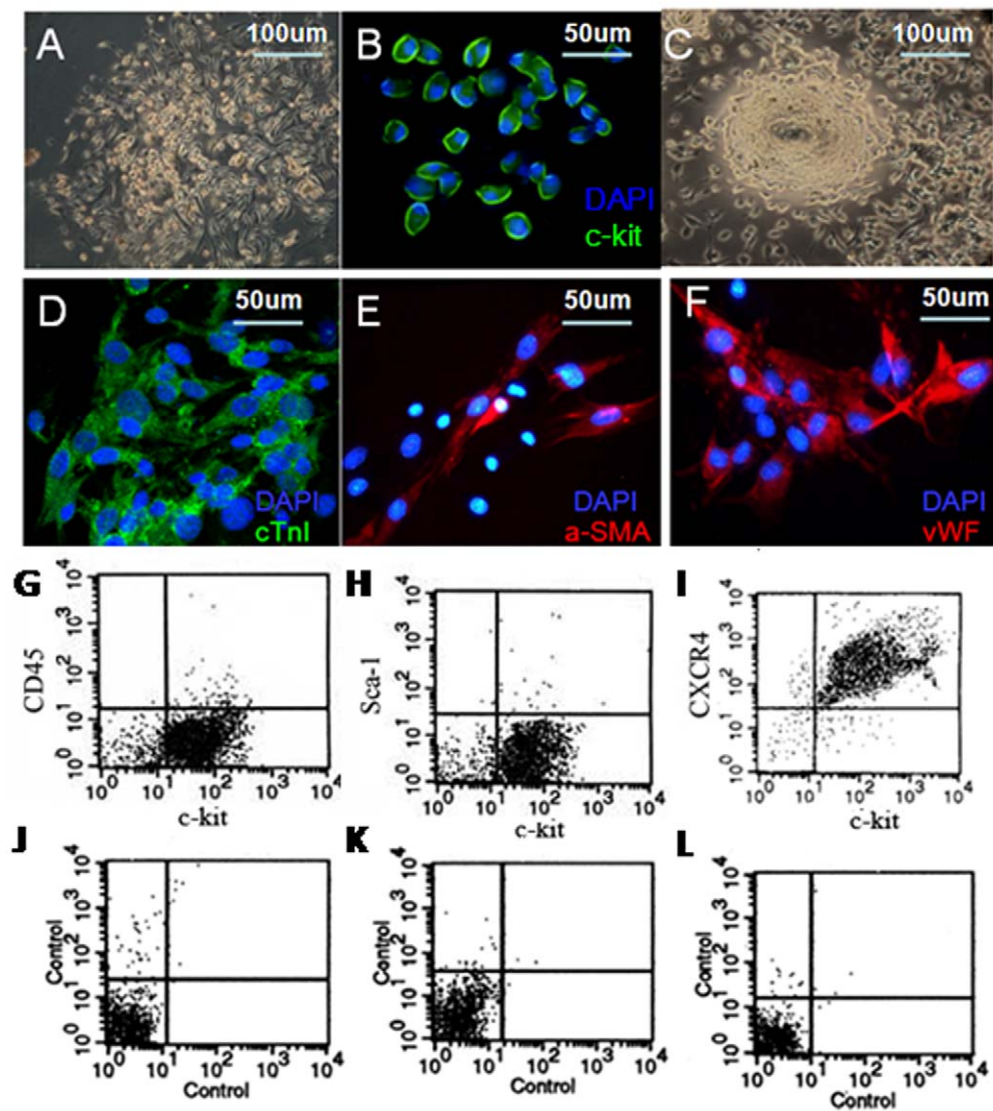 A 100um
B 50um
DAPI
c-kit
C 100um
D 50um
DAPI
cTnI
E 50um
DAPI
a-SMA
F 50um
DAPI
vWF
G
CD45
10⁴
10³
10²
10¹
10⁰
10⁰ 10¹ 10² 10³ 10⁴
c-kit
H
Sca-1
10⁴
10³
10²
10¹
10⁰
10⁰ 10¹ 10² 10³ 10⁴
c-kit
I
CXCR4
10⁴
10³
10²
10¹
10⁰
10⁰ 10¹ 10² 10³ 10⁴
c-kit
J
Control
10⁴
10³
10²
10¹
10⁰
10⁰ 10¹ 10² 10³ 10⁴
Control
K
Control
10⁴
10³
10²
10¹
10⁰
10⁰ 10¹ 10² 10³ 10⁴
Control
L
Control
10⁴
10³
10²
10¹
10⁰
10⁰ 10¹ 10² 10³ 10⁴
Control